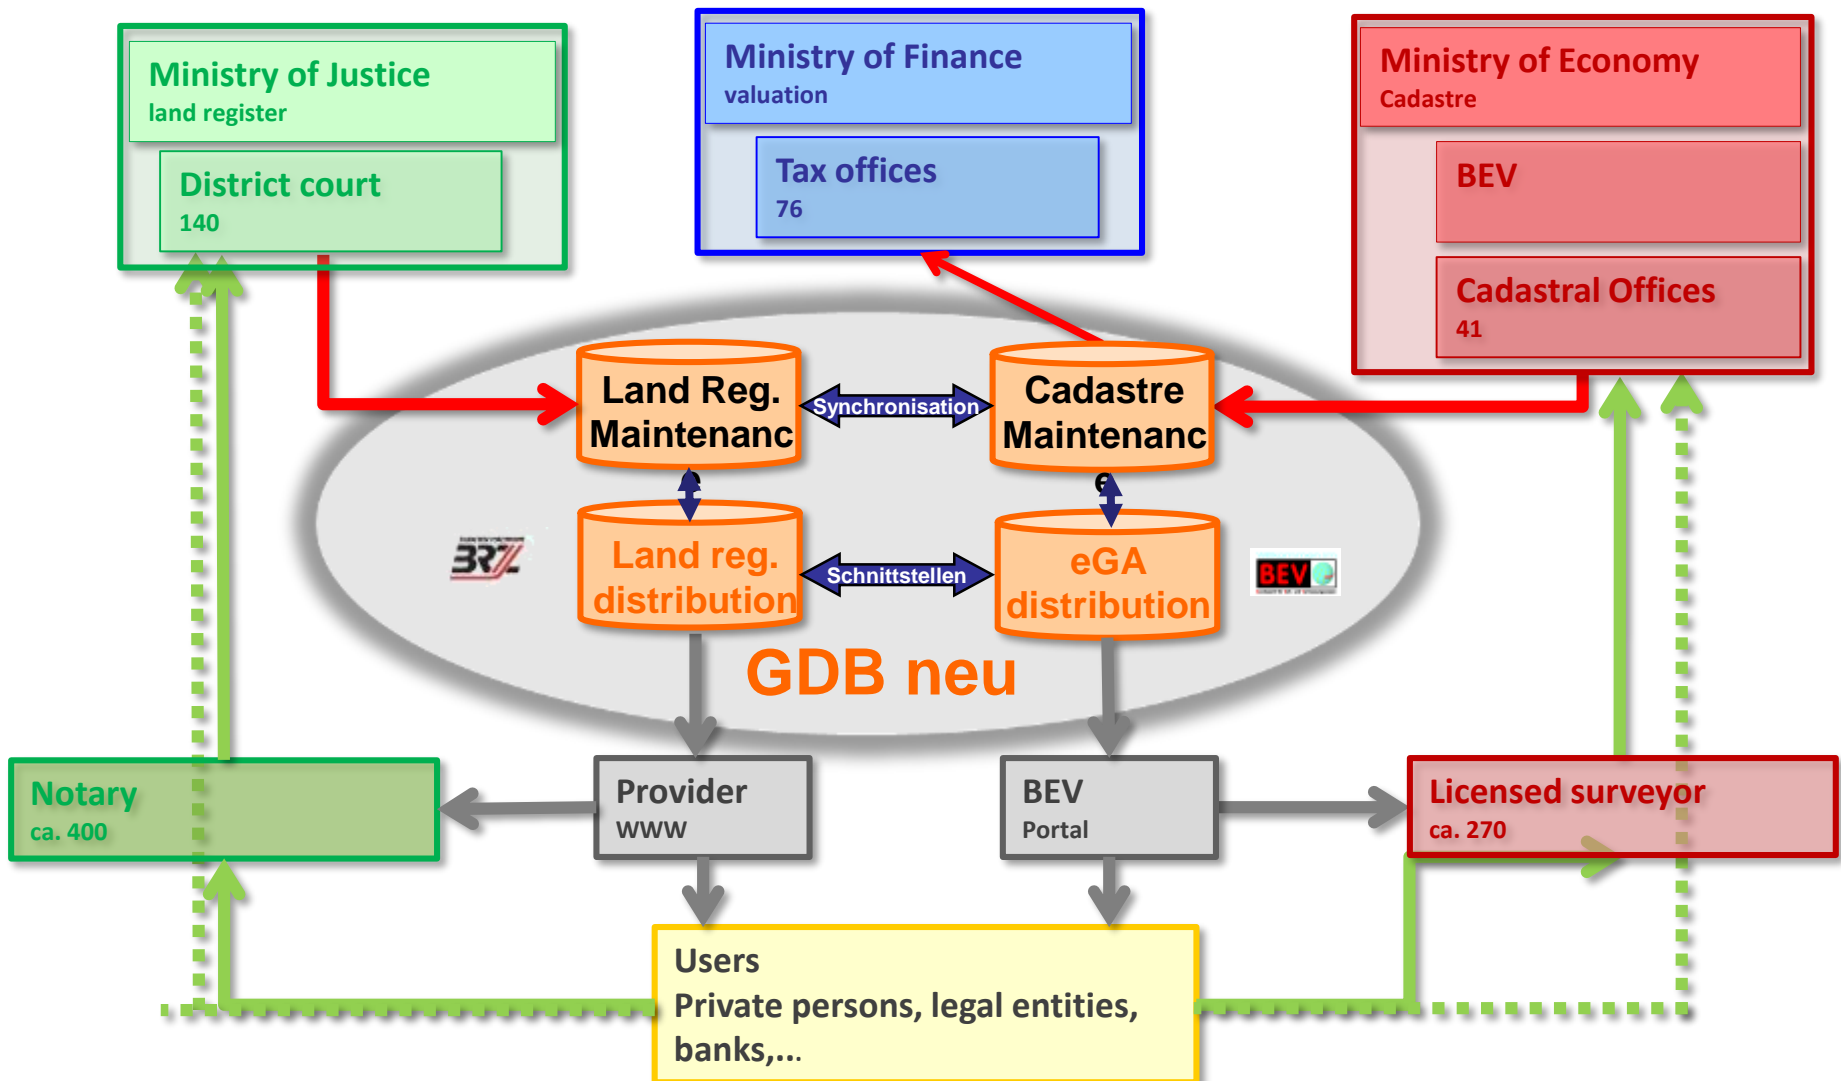 Ministry of Justice
land register
District court
140
Ministry of Finance
valuation
Tax offices
76
Ministry of Economy
Cadastre
BEV
Cadastral Offices
41
Land Reg.
Maintenanc
e
Synchronisation
Cadastre
Maintenanc
e
BRZ
Land reg.
distribution
Schnittstellen
eGA
distribution
BEV
GDB neu
Notary
ca. 400
Provider
WWW
BEV
Portal
Licensed surveyor
ca. 270
Users
Private persons, legal entities,
banks,...